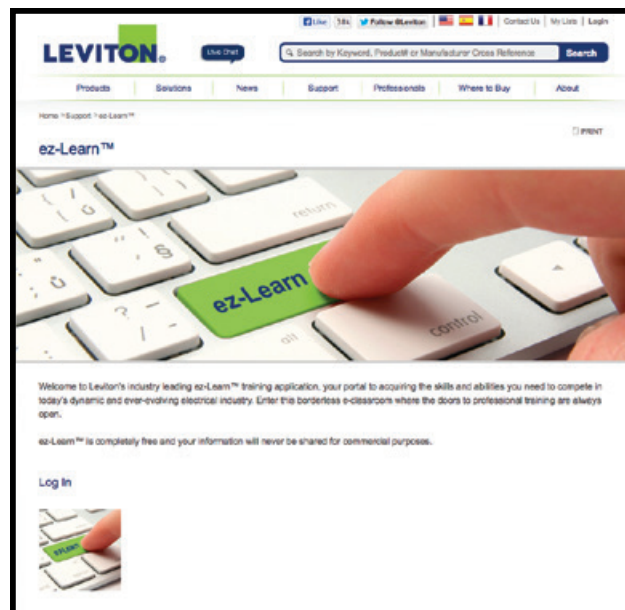 Like 14k Follow @Leviton Contact Us | My Lists | Login
LEVITON® Live Chat Search by Keyword, Product# or Manufacturer Cross Reference Search
Products Solutions News Support Professionals Where to Buy About
Home > Support > ez-Learn™
PRINT
ez-Learn™
return
ez-Learn
alt
control
Welcome to Leviton's industry leading ez-Learn™ training application, your portal to acquiring the skills and abilities you need to compete in
today's dynamic and ever-evolving electrical industry. Enter this borderless e-classroom where the doors to professional training are always
open.
ez-Learn™ is completely free and your information will never be shared for commercial purposes.
Log In